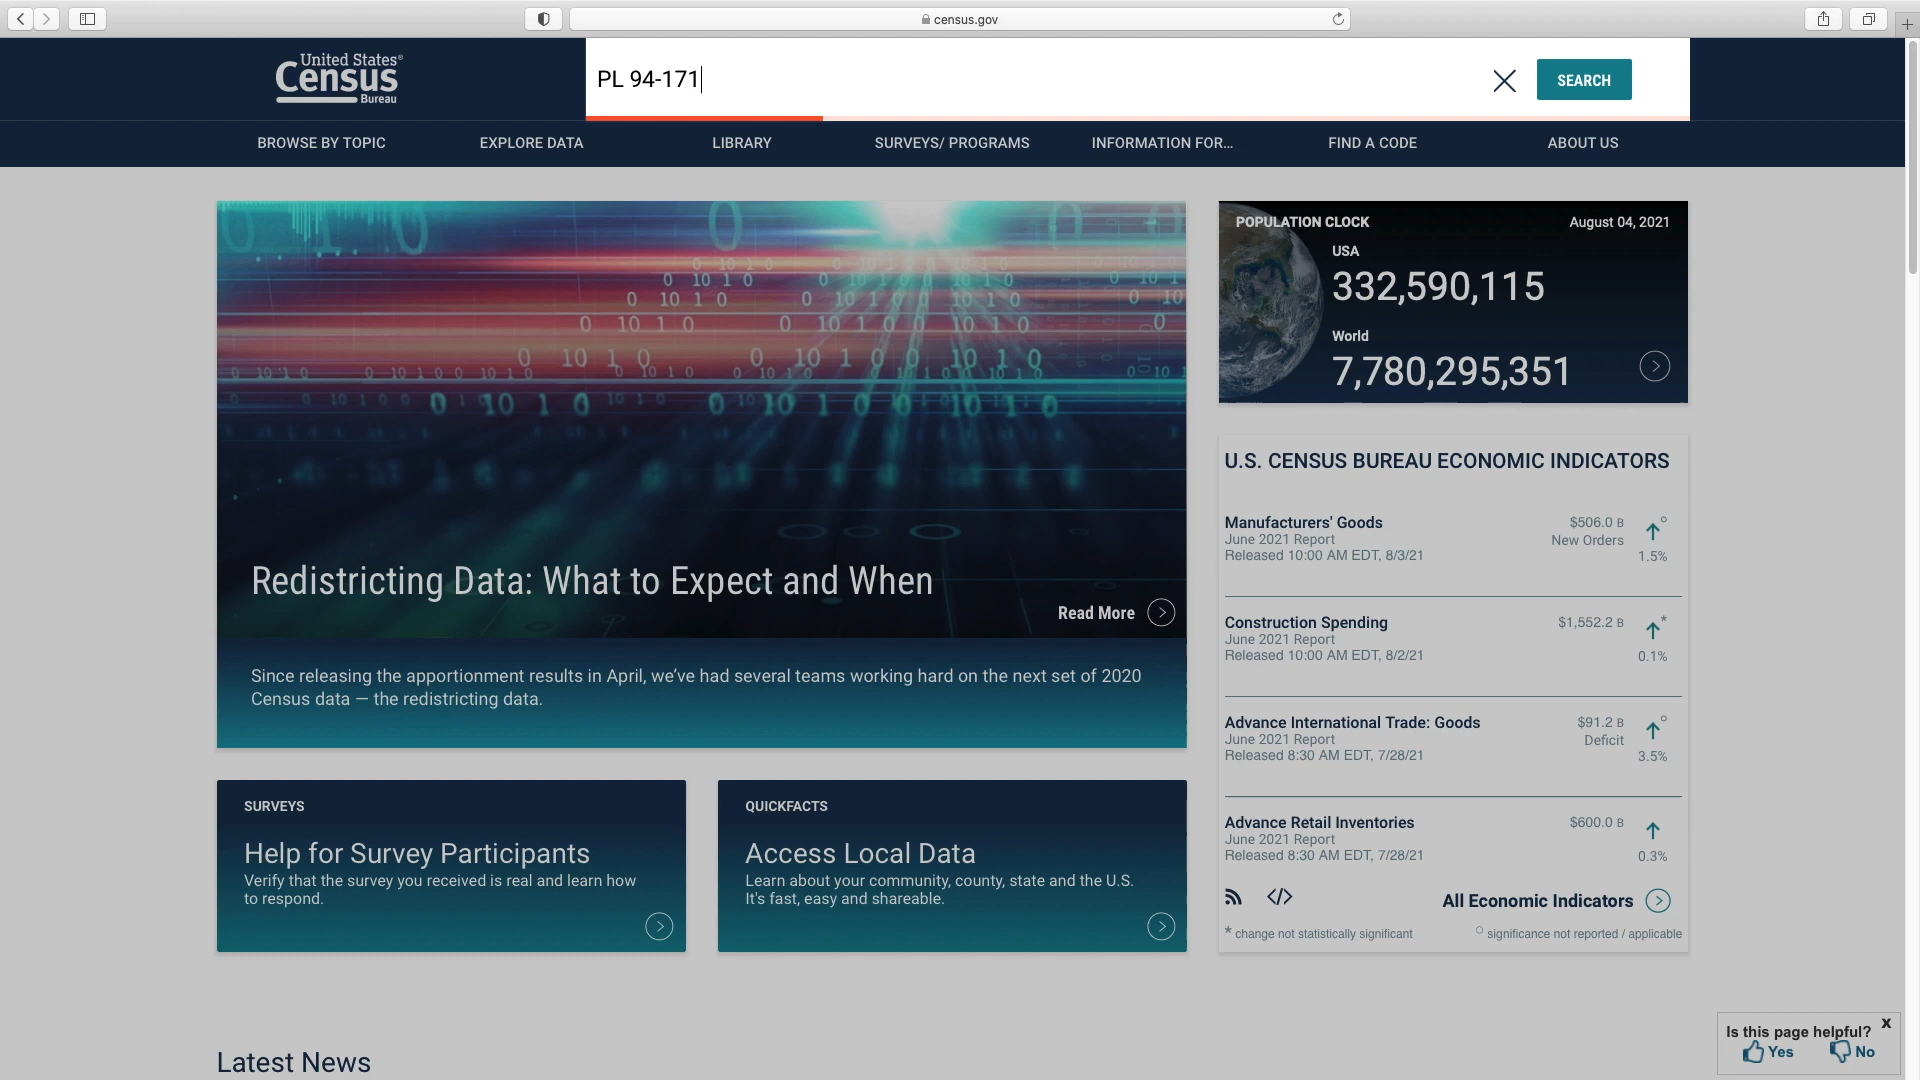 census.gov
United States®
Census
Bureau
PL 94-171
SEARCH
BROWSE BY TOPIC
EXPLORE DATA
LIBRARY
SURVEYS/ PROGRAMS
INFORMATION FOR...
FIND A CODE
ABOUT US
Redistricting Data: What to Expect and When
Read More
Since releasing the apportionment results in April, we’ve had several teams working hard on the next set of 2020
Census data — the redistricting data.
POPULATION CLOCK
August 04, 2021
USA
332,590,115
World
7,780,295,351
U.S. CENSUS BUREAU ECONOMIC INDICATORS
Manufacturers' Goods
June 2021 Report
Released 10:00 AM EDT, 8/3/21
$506.0 B
New Orders
1.5%
Construction Spending
June 2021 Report
Released 10:00 AM EDT, 8/2/21
$1,552.2 B
*
0.1%
Advance International Trade: Goods
June 2021 Report
Released 8:30 AM EDT, 7/28/21
$91.2 B
Deficit
3.5%
Advance Retail Inventories
June 2021 Report
Released 8:30 AM EDT, 7/28/21
$600.0 B
0.3%
All Economic Indicators
* change not statistically significant
○ significance not reported / applicable
SURVEYS
Help for Survey Participants
Verify that the survey you received is real and learn how
to respond.
QUICKFACTS
Access Local Data
Learn about your community, county, state and the U.S.
It's fast, easy and shareable.
Latest News
Is this page helpful?
X
Yes
No